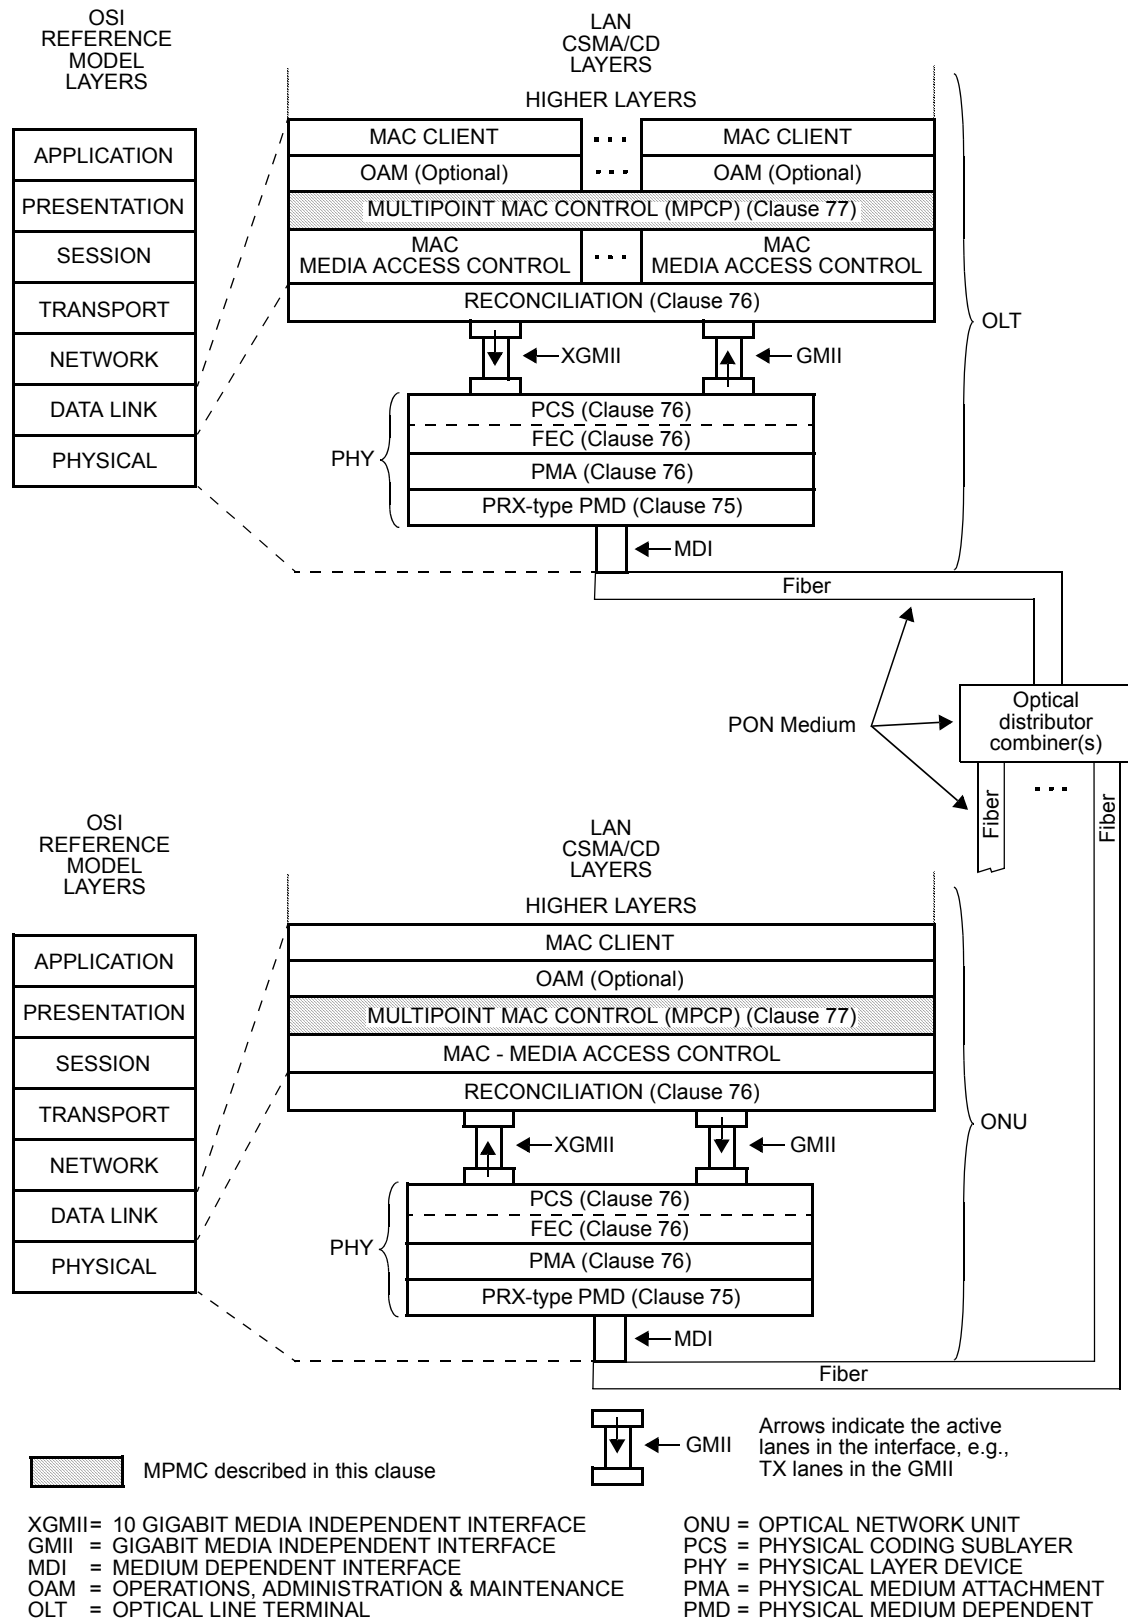 OSI
REFERENCE
MODEL
LAYERS
LAN
CSMA/CD
LAYERS
HIGHER LAYERS
APPLICATION
PRESENTATION
SESSION
TRANSPORT
NETWORK
DATA LINK
PHYSICAL
MAC CLIENT
...
MAC CLIENT
OAM (Optional)
...
OAM (Optional)
MULTIPOINT MAC CONTROL (MPCP) (Clause 77)
MAC
MEDIA ACCESS CONTROL
...
MAC
MEDIA ACCESS CONTROL
RECONCILIATION (Clause 76)
OLT
XGMII
GMII
PHY
PCS (Clause 76)
FEC (Clause 76)
PMA (Clause 76)
PRX-type PMD (Clause 75)
MDI
Fiber
PON Medium
Optical
distributor
combiner(s)
...
Fiber
Fiber
OSI
REFERENCE
MODEL
LAYERS
LAN
CSMA/CD
LAYERS
HIGHER LAYERS
APPLICATION
PRESENTATION
SESSION
TRANSPORT
NETWORK
DATA LINK
PHYSICAL
MAC CLIENT
OAM (Optional)
MULTIPOINT MAC CONTROL (MPCP) (Clause 77)
MAC - MEDIA ACCESS CONTROL
RECONCILIATION (Clause 76)
ONU
XGMII
GMII
PHY
PCS (Clause 76)
FEC (Clause 76)
PMA (Clause 76)
PRX-type PMD (Clause 75)
MDI
Fiber
GMII
Arrows indicate the active
lanes in the interface, e.g.,
TX lanes in the GMII
MPMC described in this clause
XGMII= 10 GIGABIT MEDIA INDEPENDENT INTERFACE
GMII = GIGABIT MEDIA INDEPENDENT INTERFACE
MDI = MEDIUM DEPENDENT INTERFACE
OAM = OPERATIONS, ADMINISTRATION & MAINTENANCE
OLT = OPTICAL LINE TERMINAL
ONU = OPTICAL NETWORK UNIT
PCS = PHYSICAL CODING SUBLAYER
PHY = PHYSICAL LAYER DEVICE
PMA = PHYSICAL MEDIUM ATTACHMENT
PMD = PHYSICAL MEDIUM DEPENDENT